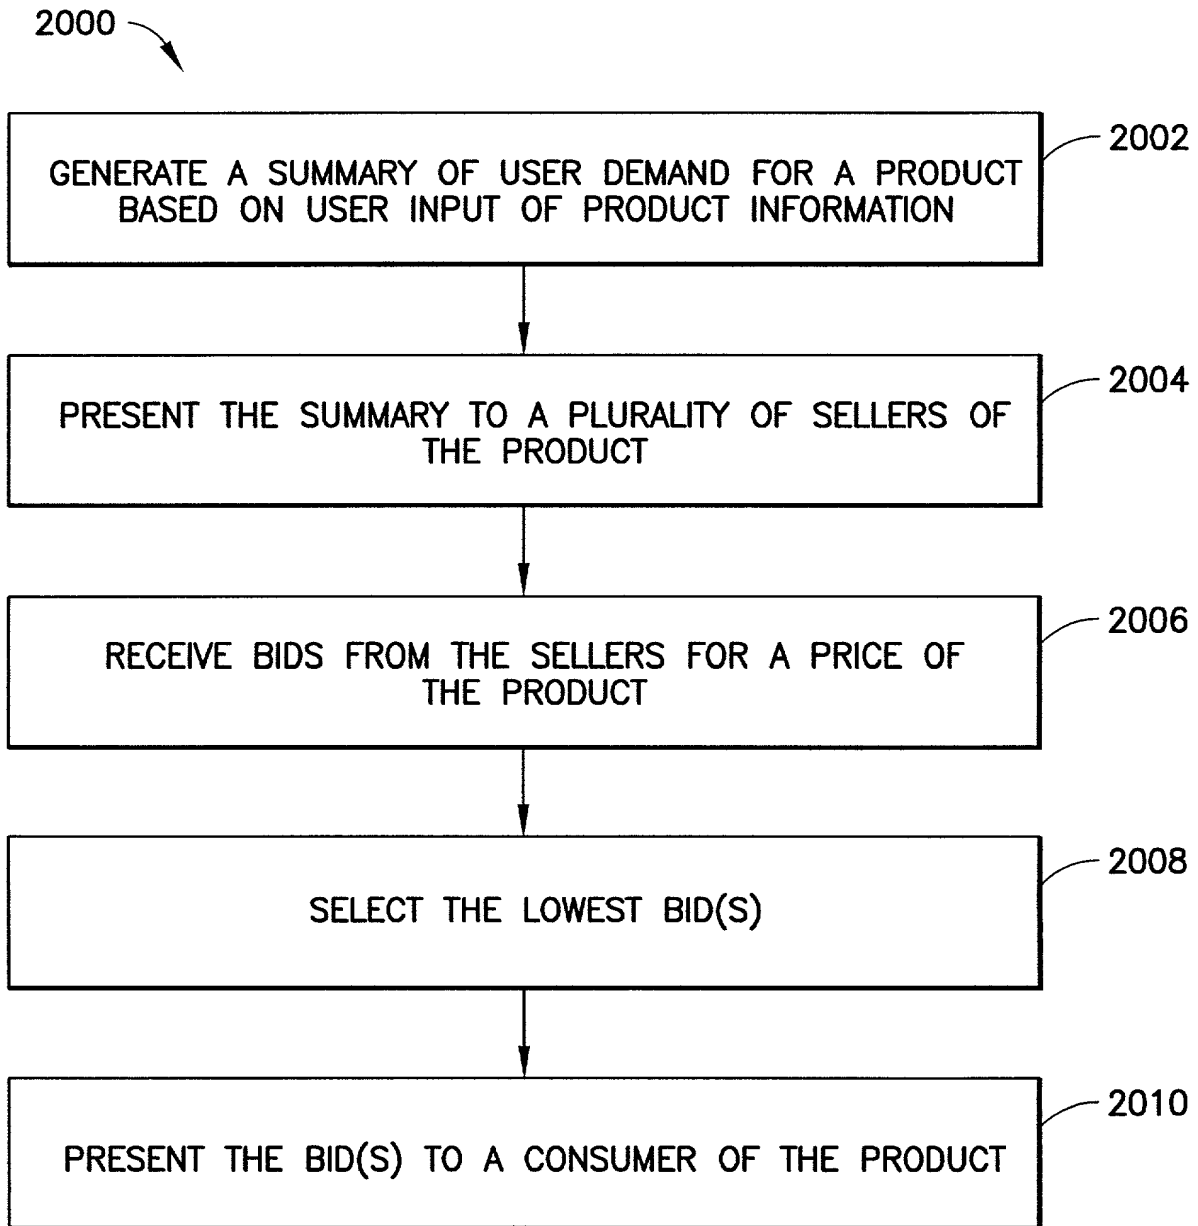 2000
GENERATE A SUMMARY OF USER DEMAND FOR A PRODUCT
BASED ON USER INPUT OF PRODUCT INFORMATION
2002
PRESENT THE SUMMARY TO A PLURALITY OF SELLERS OF
THE PRODUCT
2004
RECEIVE BIDS FROM THE SELLERS FOR A PRICE OF
THE PRODUCT
2006
SELECT THE LOWEST BID(S)
2008
PRESENT THE BID(S) TO A CONSUMER OF THE PRODUCT
2010